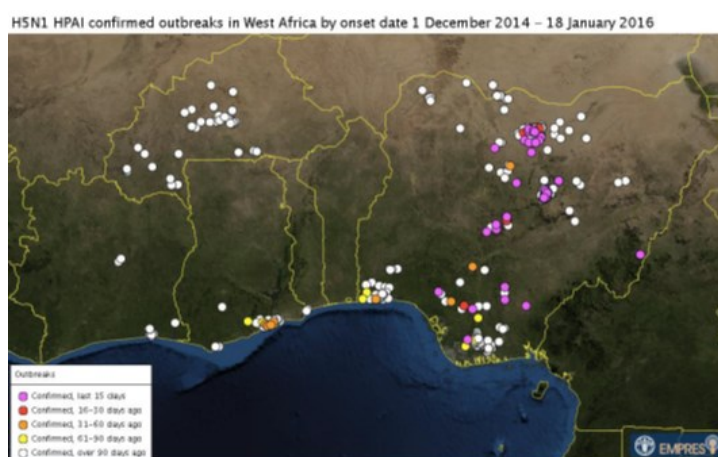 H5N1 HPAI confirmed outbreaks in West Africa by onset date 1 December 2014 – 18 January 2016
Outbreaks
Confirmed, last 15 days
Confirmed, 16-30 days ago
Confirmed, 31-60 days ago
Confirmed, 61-90 days ago
Confirmed, over 90 days ago
EMPRES